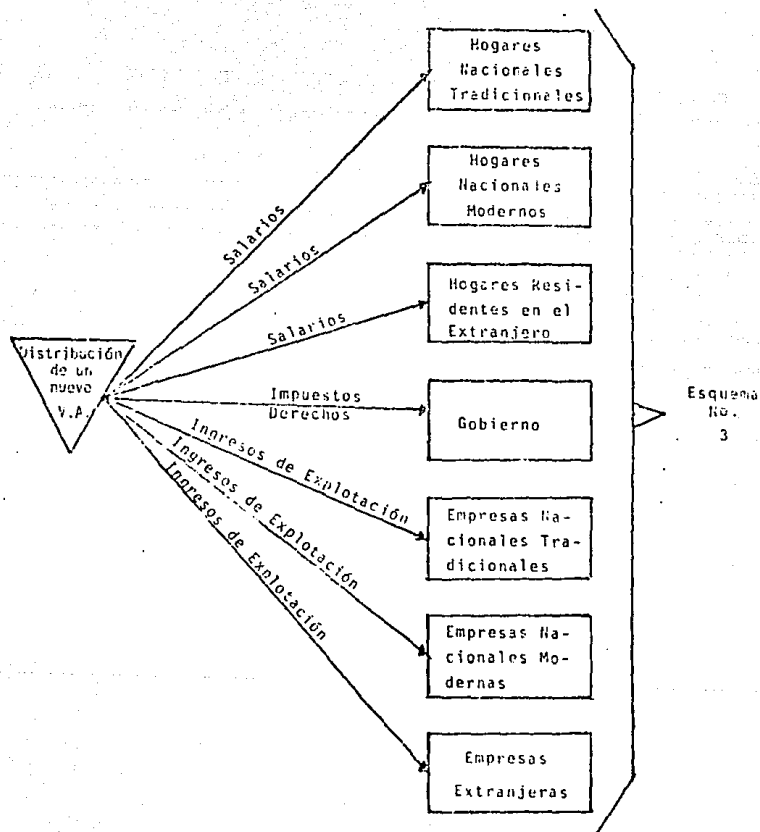 Hogares
Nacionales
Tradicionales
Hogares
Nacionales
Modernos
Hogares Resi-
dentes en el
Extranjero
Gobierno
Empresas Na-
cionales Tra-
dicionales
Empresas Na-
cionales Mo-
dernas
Empresas
Extranjeras
Salarios
Salarios
Salarios
Impuestos
Derechos
Ingresos de Explotación
Ingresos de Explotación
Ingresos de Explotación
Distribución
de un
nuevo
V.A.
Esquema
No.
3